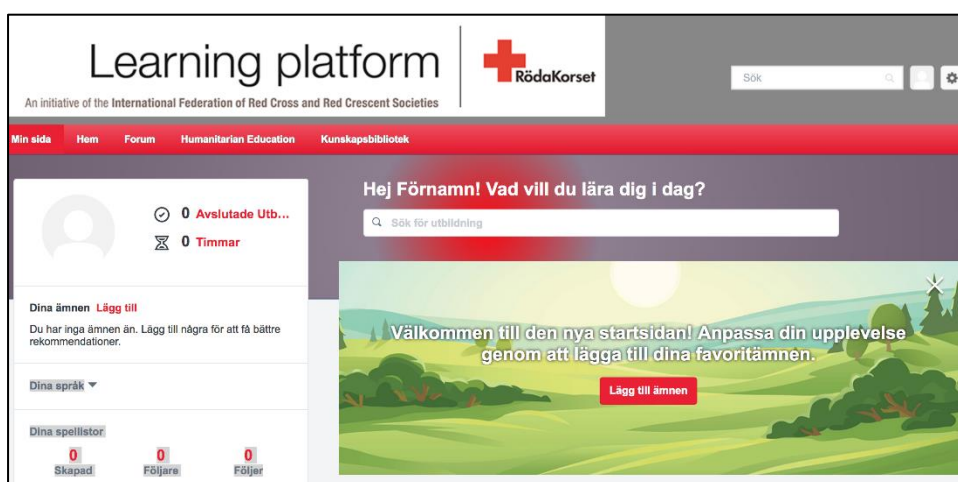 Learning platform
An initiative of the International Federation of Red Cross and Red Crescent Societies
RödaKorset
Sök
Min sida Hem Forum Humanitarian Education Kunskapsbibliotek
Hej Förnamn! Vad vill du lära dig i dag?
Sök för utbildning
0 Avslutade Utb...
0 Timmar
Dina ämnen Lägg till
Du har inga ämnen än. Lägg till några för att få bättre
rekommendationer.
Dina språk
Dina spellistor
0 0 0
Skapad Följare Följer
Välkommen till den nya startsidan! Anpassa din upplevelse
genom att lägga till dina favoritämnen.
Lägg till ämnen